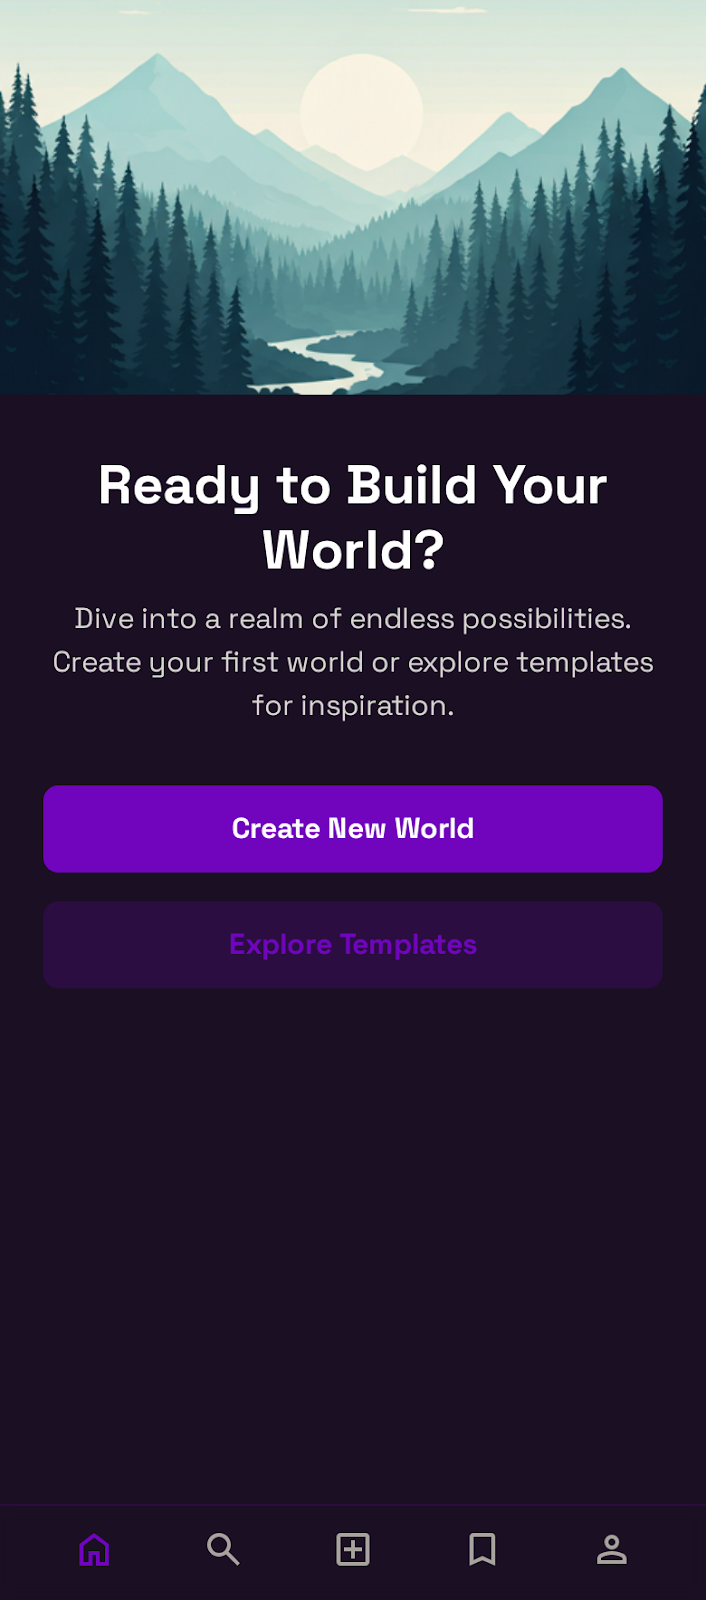 Ready to Build Your
World?
Dive into a realm of endless possibilities.
Create your first world or explore templates
for inspiration.
Create New World
Explore Templates